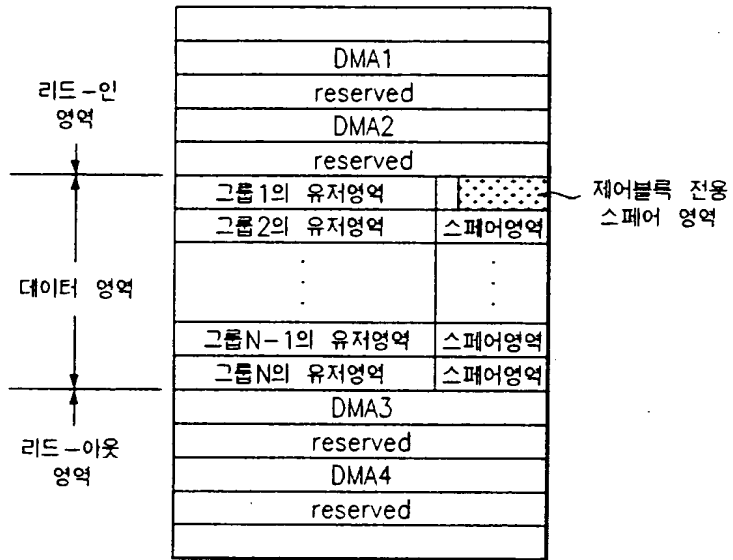 DMA1
reserved
DMA2
reserved
리드-인
영역
그룹1의 유저영역
제어블록 전용
스페어 영역
그룹2의 유저영역 스페어영역
데이터 영역
그룹N-1의 유저영역 스페어영역
그룹N의 유저영역 스페어영역
DMA3
reserved
DMA4
reserved
리드-아웃
영역